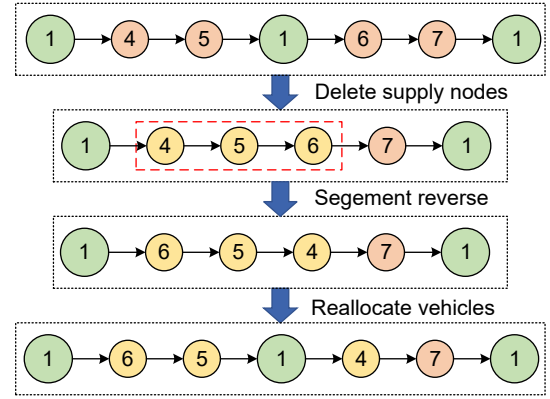 1 4 5 1 6 7 1
Delete supply nodes
1 4 5 6 7 1
Segement reverse
1 6 5 4 7 1
Reallocate vehicles
1 6 5 1 4 7 1